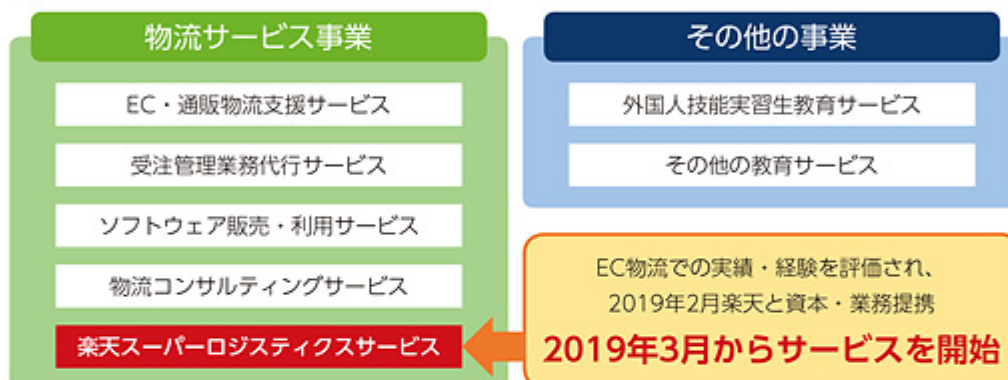 物流サービス事業
EC・通販物流支援サービス
受注管理業務代行サービス
ソフトウェア販売・利用サービス
物流コンサルティングサービス
楽天スーパーロジスティクスサービス
その他の事業
外国人技能実習生教育サービス
その他の教育サービス
EC物流での実績・経験を評価され、
2019年2月楽天と資本・業務提携
2019年3月からサービスを開始